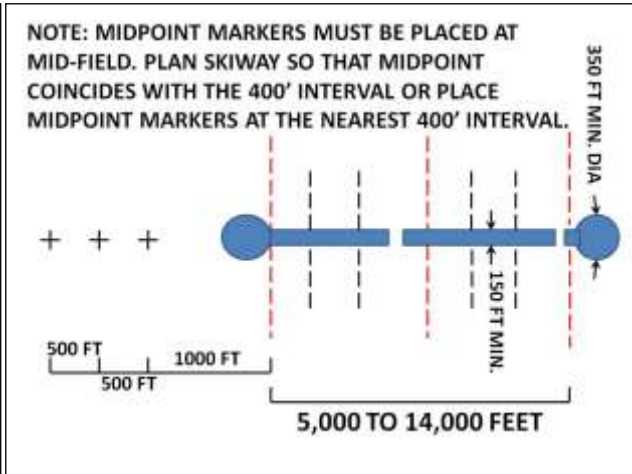 NOTE: MIDPOINT MARKERS MUST BE PLACED AT
MID-FIELD. PLAN SKIWAY SO THAT MIDPOINT
COINCIDES WITH THE 400' INTERVAL OR PLACE
MIDPOINT MARKERS AT THE NEAREST 400' INTERVAL.
350 FT MIN. DIA
150 FT MIN.
500 FT
500 FT
1000 FT
5,000 TO 14,000 FEET